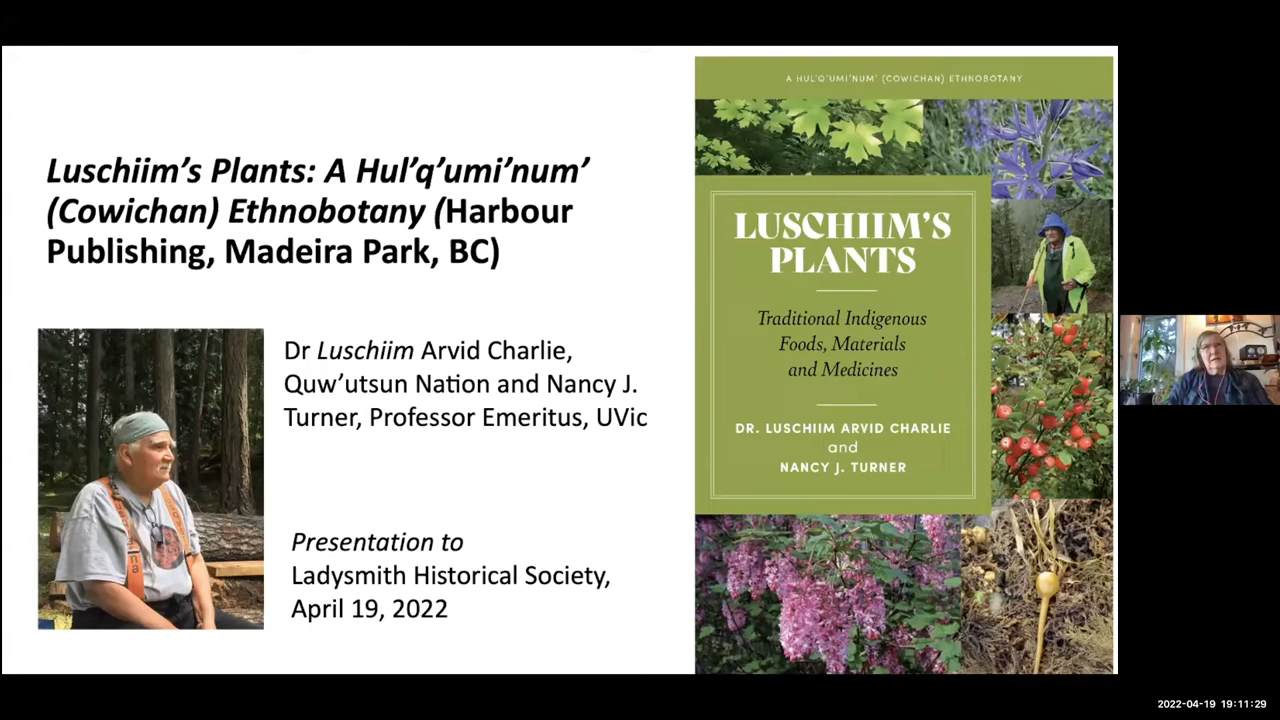 Luschiim’s Plants: A Hul’q’umi’num’
(Cowichan) Ethnobotany (Harbour
Publishing, Madeira Park, BC)
Dr Luschiim Arvid Charlie,
Quw’utsun Nation and Nancy J.
Turner, Professor Emeritus, UVic
Presentation to
Ladysmith Historical Society,
April 19, 2022
A HUL’Q’UMI’NUM’ (COWICHAN) ETHNOBOTANY
LUSCHIIM’S
PLANTS
Traditional Indigenous
Foods, Materials
and Medicines
DR. LUSCHIIM ARVID CHARLIE
and
NANCY J. TURNER
2022-04-19 19:11:29